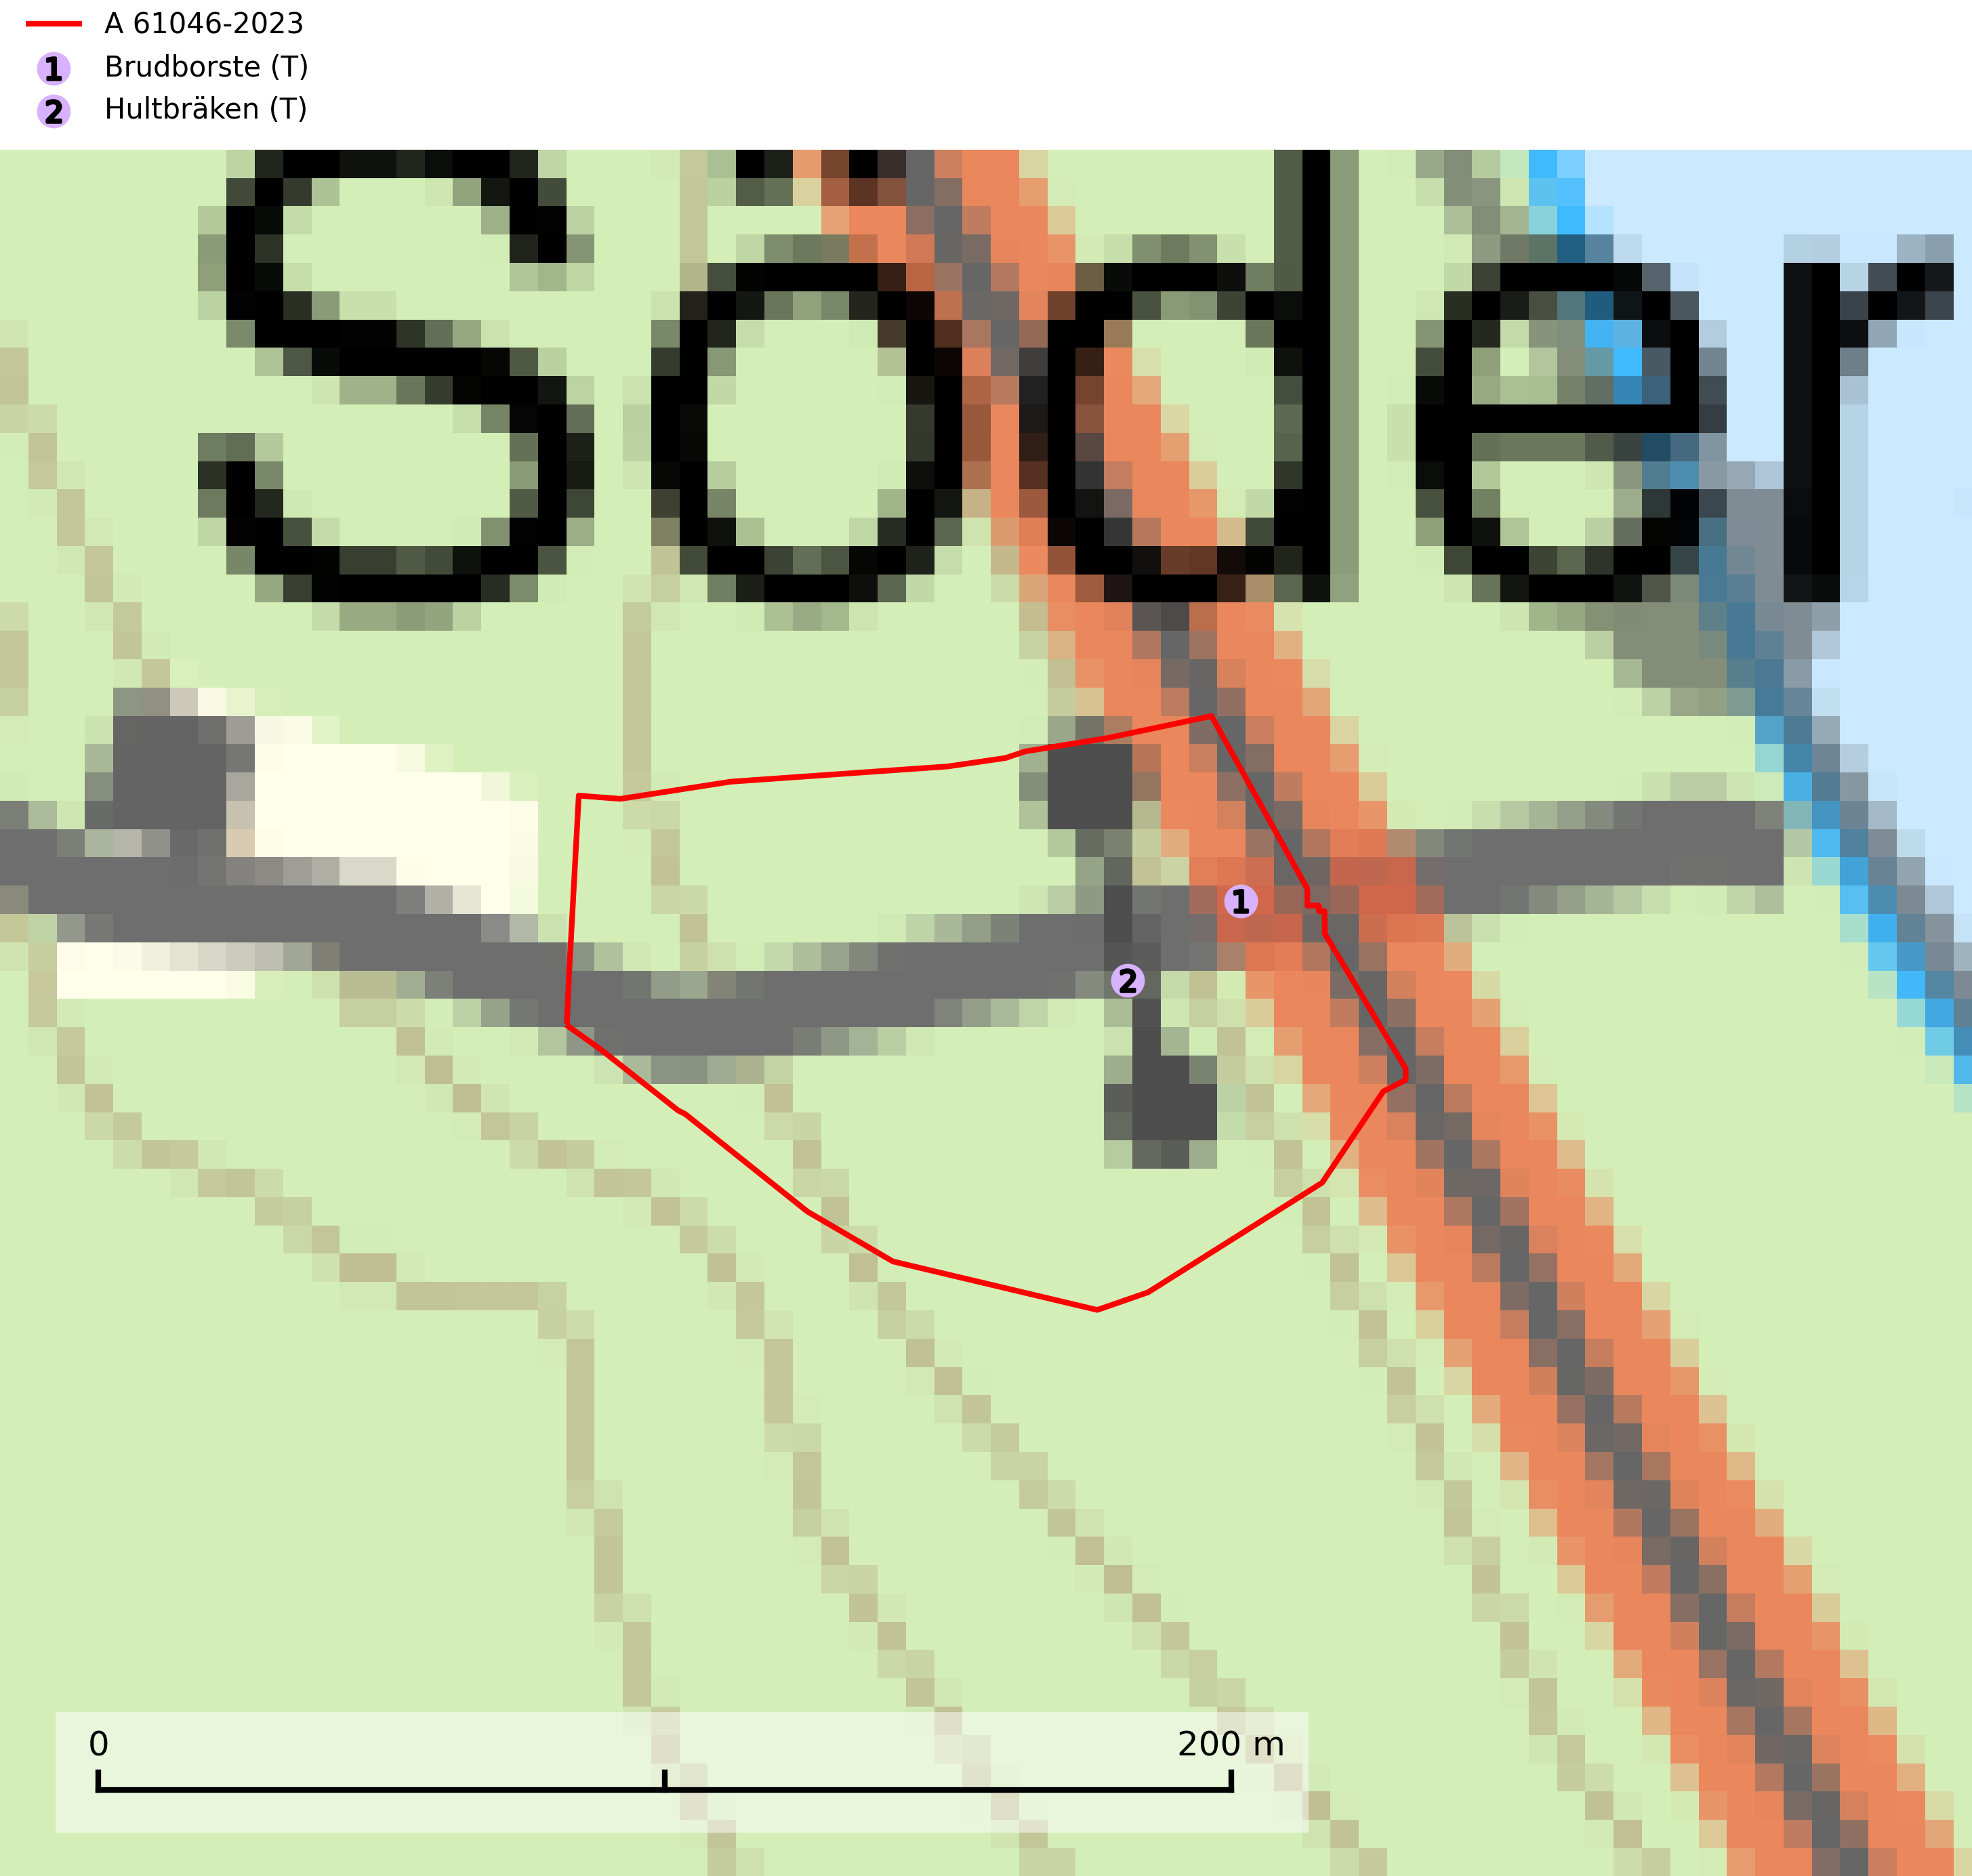 A 61046-2023
1 Brudborste (T)
2 Hultbräken (T)
Söder
1
2
0 200 m